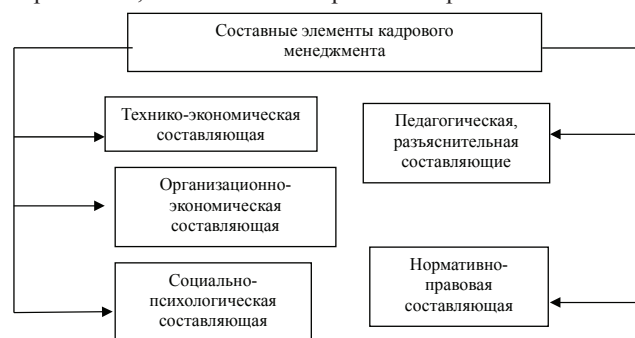 Составные элементы кадрового
менеджмента
Технико-экономическая
составляющая
Организационно-
экономическая
составляющая
Социально-
психологическая
составляющая
Педагогическая,
разъяснительная
составляющие
Нормативно-
правовая
составляющая